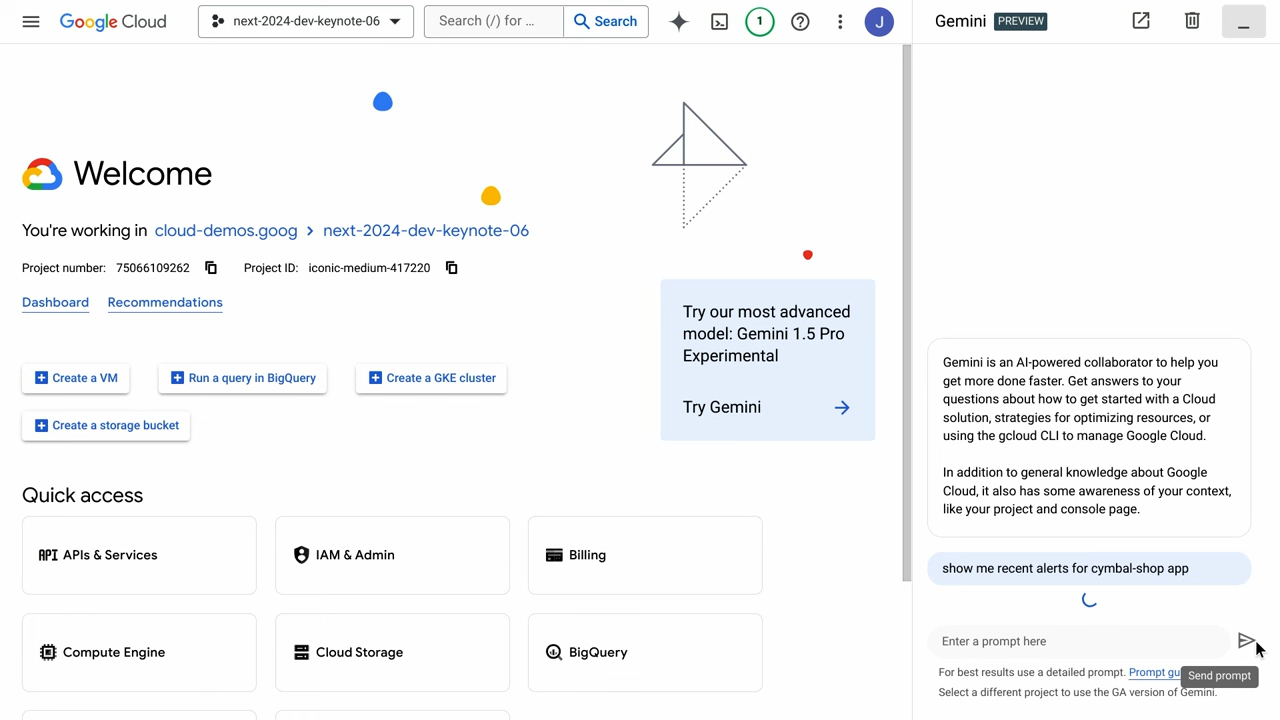 Google Cloud
next-2024-dev-keynote-06
Search (/) for ...
Search
1
J
Gemini PREVIEW
Welcome
You're working in cloud-demos.goog > next-2024-dev-keynote-06
Project number: 75066109262 Project ID: iconic-medium-417220
Dashboard Recommendations
Try our most advanced
model: Gemini 1.5 Pro
Experimental
Try Gemini
Create a VM
Run a query in BigQuery
Create a GKE cluster
Create a storage bucket
Quick access
API APIs & Services
IAM & Admin
Billing
Compute Engine
Cloud Storage
BigQuery
Gemini is an AI-powered collaborator to help you
get more done faster. Get answers to your
questions about how to get started with a Cloud
solution, strategies for optimizing resources, or
using the gcloud CLI to manage Google Cloud.
In addition to general knowledge about Google
Cloud, it also has some awareness of your context,
like your project and console page.
show me recent alerts for cymbal-shop app
Enter a prompt here
For best results use a detailed prompt. Prompt gu
Send prompt
Select a different project to use the GA version of Gemini.